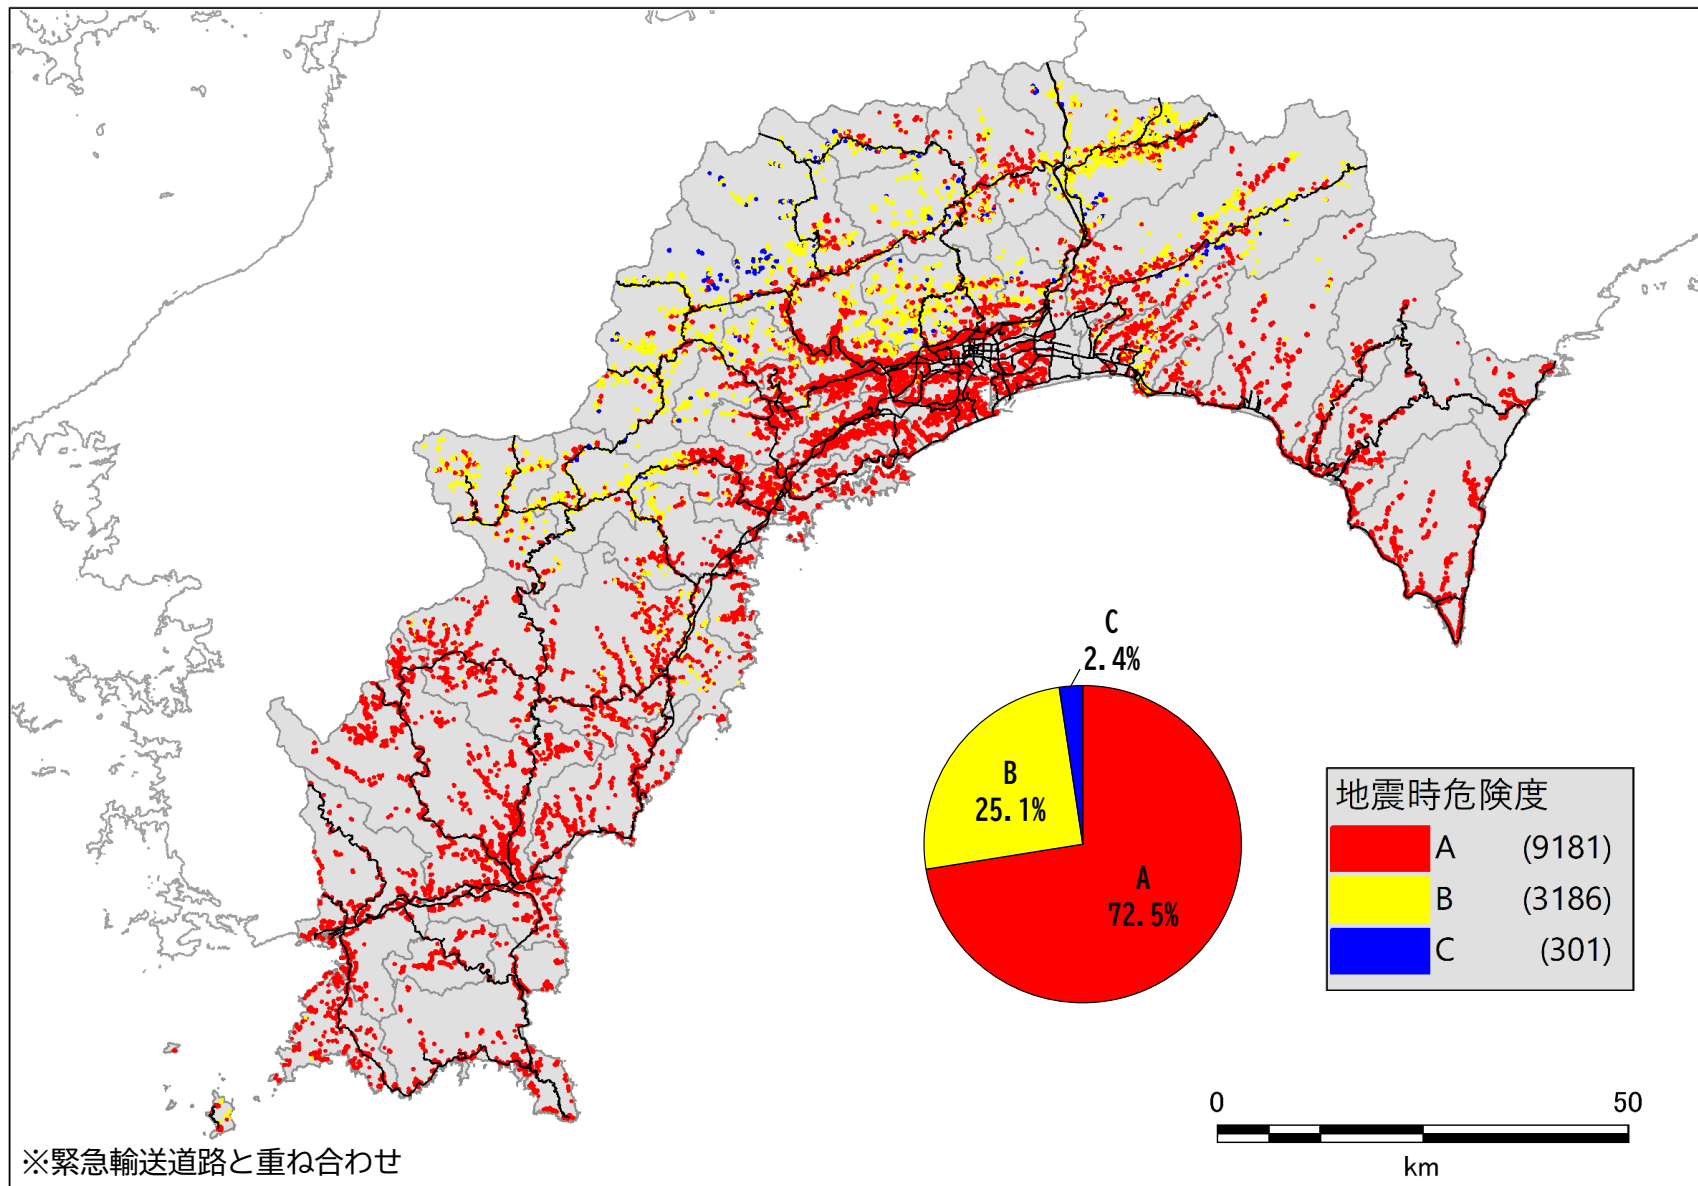 C
2.4%
B
25.1%
A
72.5%
地震時危険度
A (9181)
B (3186)
C (301)
0 50
km
※緊急輸送道路と重ね合わせ